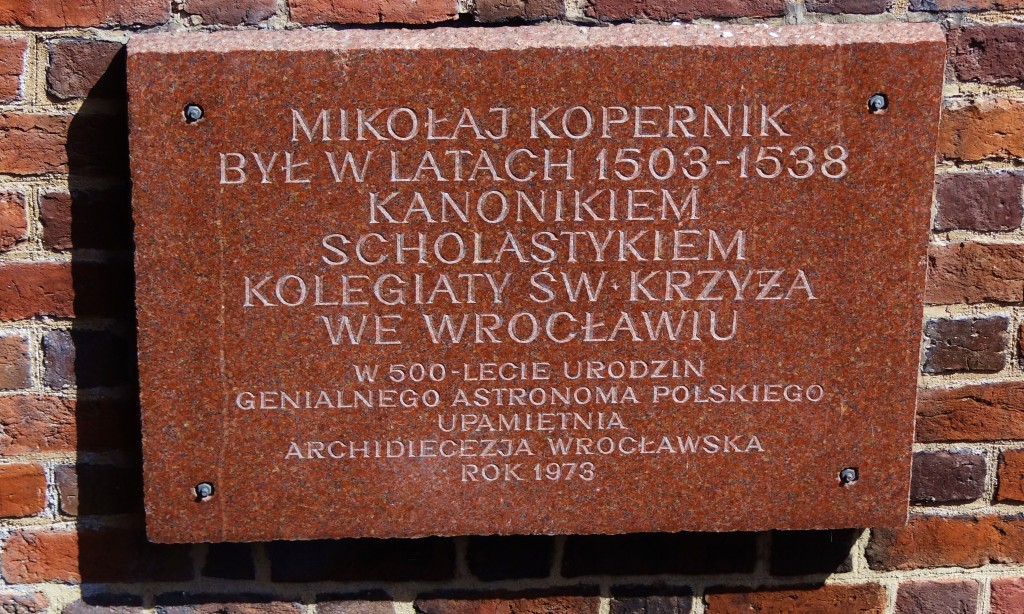 MIKOŁAJ KOPERNIK
BYŁ W LATACH 1503-1538
KANONIKIEM
SCHOLASTYKIEM
KOLEGIATY ŚW. KRZYŻA
WE WROCŁAWIU
W 500-LECIE URODZIN
GENIALNEGO ASTRONOMA POLSKIEGO
UPAMIĘTNIA
ARCHIDIECEZJA WROCŁAWSKA
ROK 1973